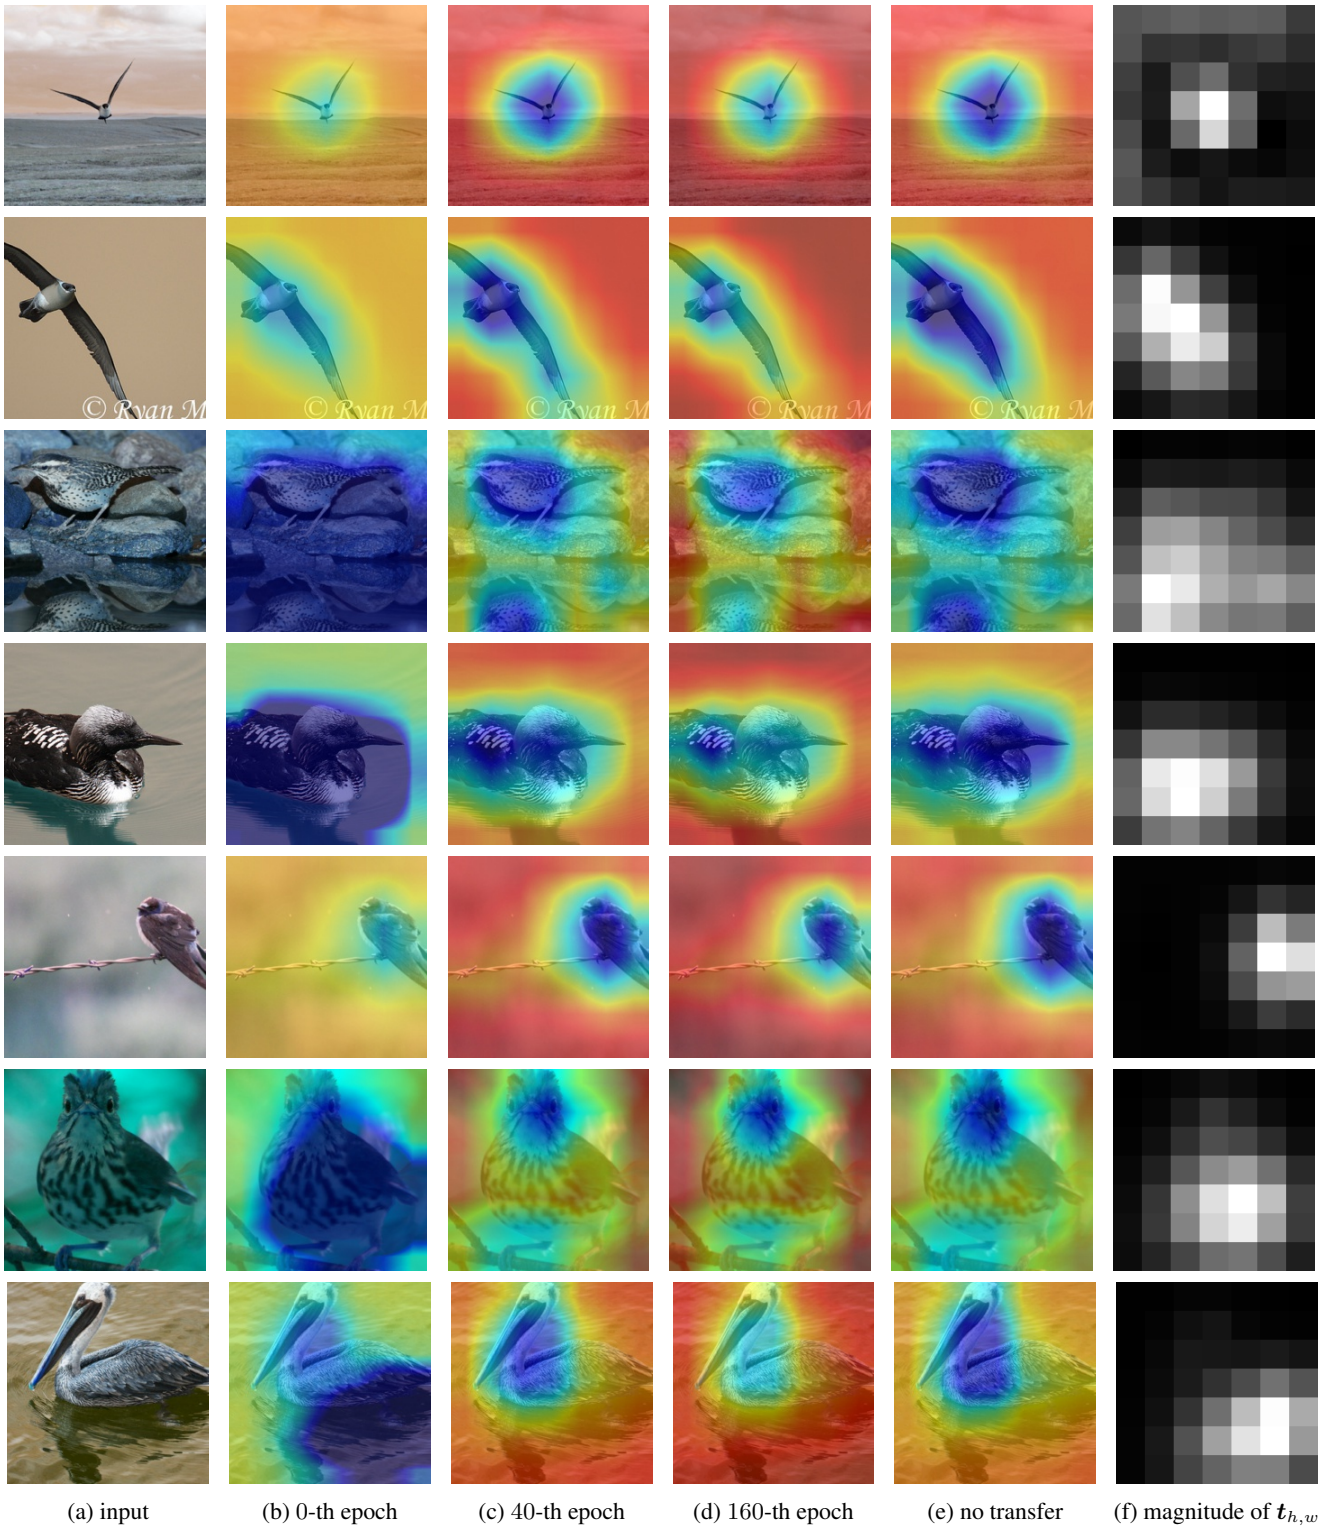 © Ryan M
© Ryan M
© Ryan M
© Ryan M
© Ryan M
(a) input
(b) 0-th epoch
(c) 40-th epoch
(d) 160-th epoch
(e) no transfer
(f) magnitude of t_{h,w}